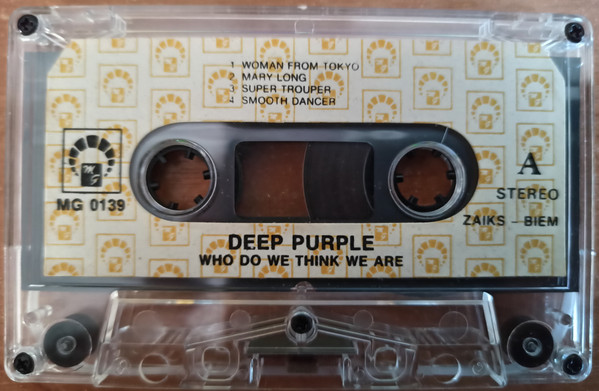 1 WOMAN FROM TOKYO
2 MARY LONG
3 SUPER TROUPER
4 SMOOTH DANCER
M
G
MG 0139
A
STEREO
ZAIKS - BIEM
DEEP PURPLE
WHO DO WE THINK WE ARE